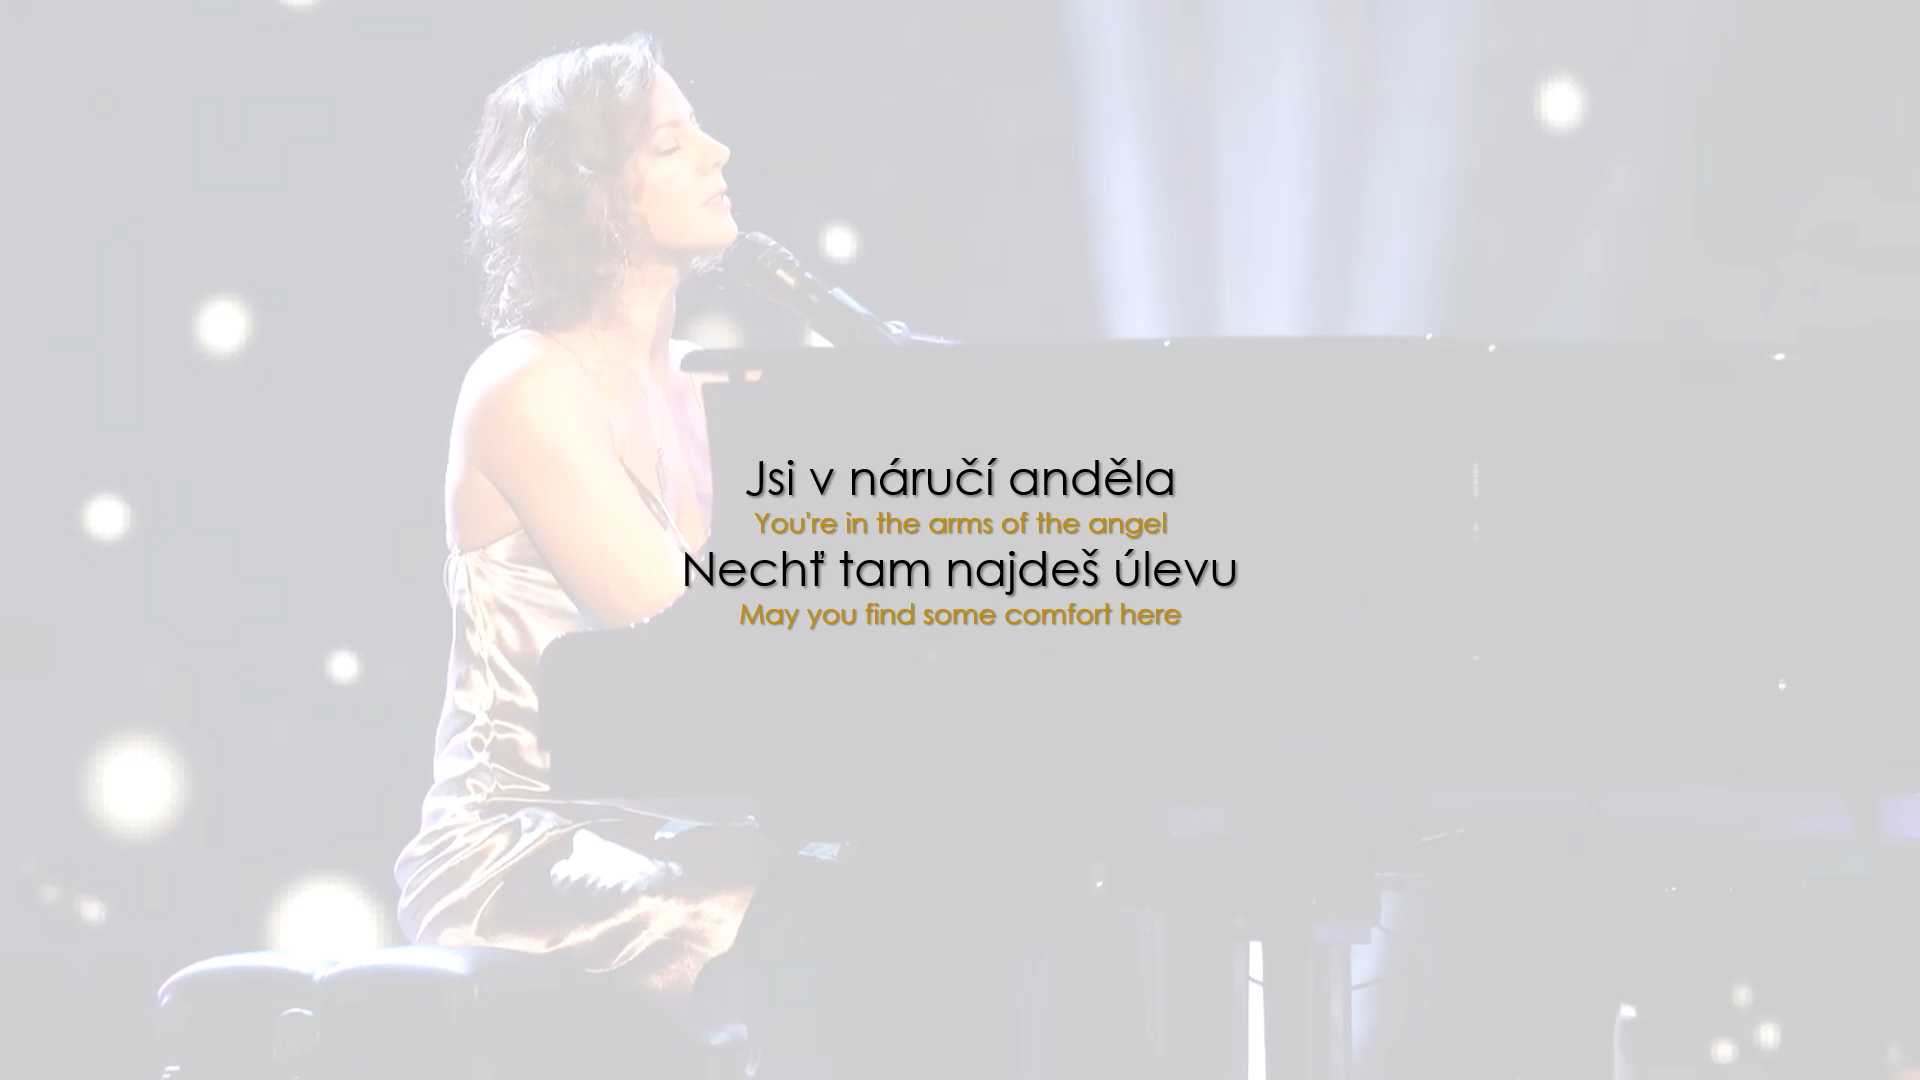 Jsi v náručí anděla
You're in the arms of the angel
Nechť tam najdeš úlevu
May you find some comfort here